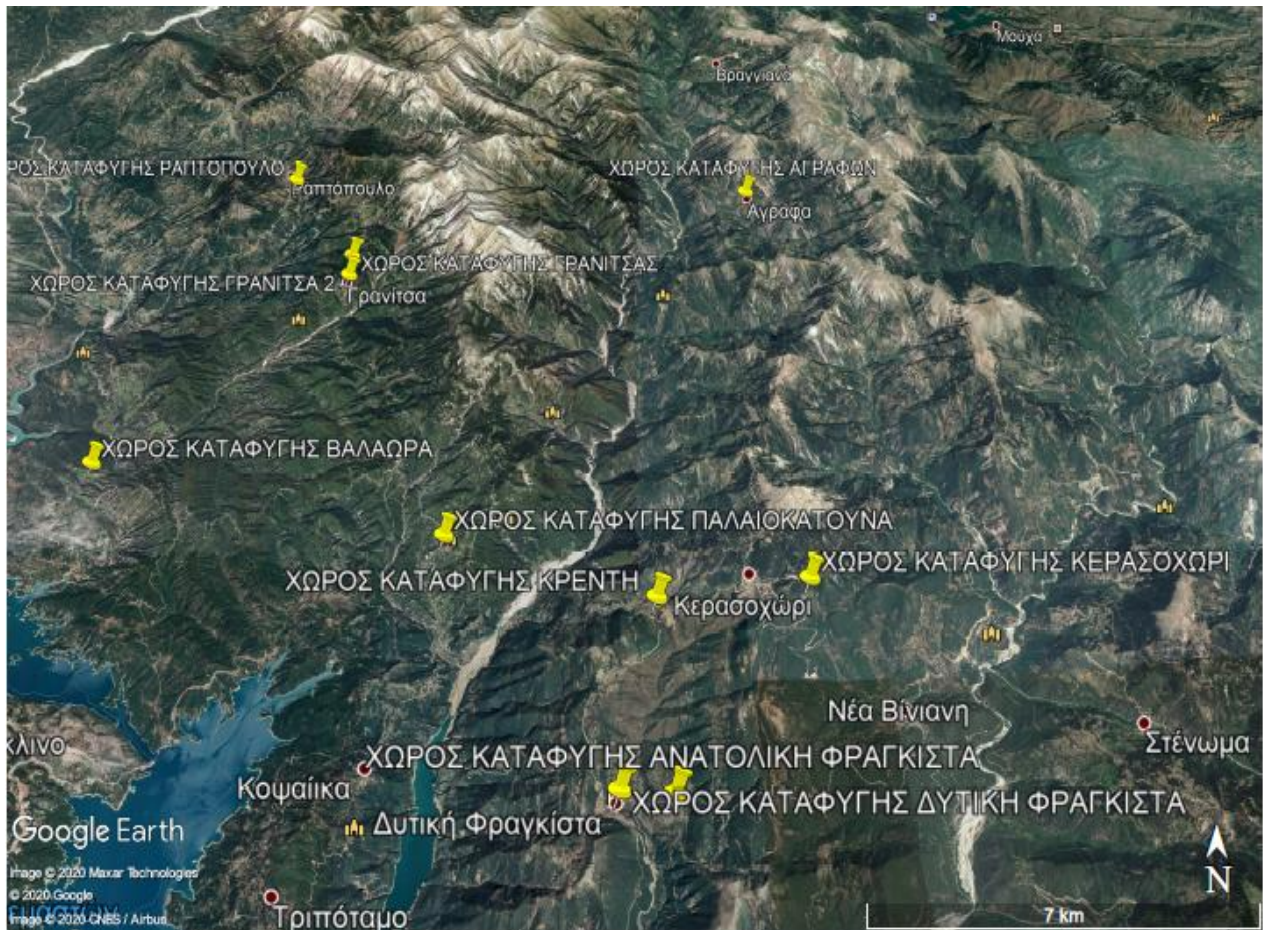 Μούχα
Βραγγιανά
ΡΟΣ ΚΑΤΑΦΥΓΗΣ ΡΑΠΤΟΠΟΥΛΟ
Ραπτόπουλο
ΧΩΡΟΣ ΚΑΤΑΦΥΓΗΣ ΑΓΡΑΦΩΝ
Άγραφα
ΧΩΡΟΣ ΚΑΤΑΦΥΓΗΣ ΓΡΑΝΙΤΣΑΣ
ΧΩΡΟΣ ΚΑΤΑΦΥΓΗΣ ΓΡΑΝΙΤΣΑ 2
Γρανίτσα
ΧΩΡΟΣ ΚΑΤΑΦΥΓΗΣ ΒΑΛΑΩΡΑ
ΧΩΡΟΣ ΚΑΤΑΦΥΓΗΣ ΠΑΛΑΙΟΚΑΤΟΥΝΑ
ΧΩΡΟΣ ΚΑΤΑΦΥΓΗΣ ΚΕΡΑΣΟΧΩΡΙ
ΧΩΡΟΣ ΚΑΤΑΦΥΓΗΣ ΚΡΕΝΤΗ
Κερασοχώρι
Νέα Βίνιανη
Στένωμα
κλινο
ΧΩΡΟΣ ΚΑΤΑΦΥΓΗΣ ΑΝΑΤΟΛΙΚΗ ΦΡΑΓΚΙΣΤΑ
Κοψαίικα
ΧΩΡΟΣ ΚΑΤΑΦΥΓΗΣ ΔΥΤΙΚΗ ΦΡΑΓΚΙΣΤΑ
Δυτική Φραγκίστα
Google Earth
Image © 2020 Maxar Technologies
© 2020 Google
Image © 2020 CNES / Airbus
Τριπόταμο
N
7 km